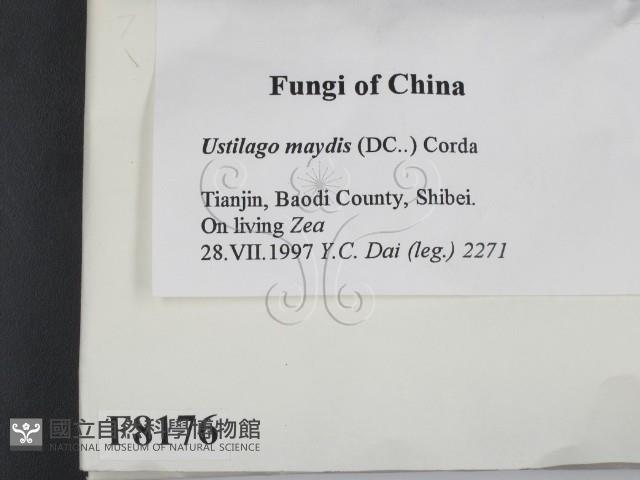 Fungi of China
Ustilago maydis (DC..) Corda
Tianjin, Baodi County, Shibei.
On living Zea
28.VII.1997 Y.C. Dai (leg.) 2271
F8176
國立自然科學博物館
NATIONAL MUSEUM OF NATURAL SCIENCE